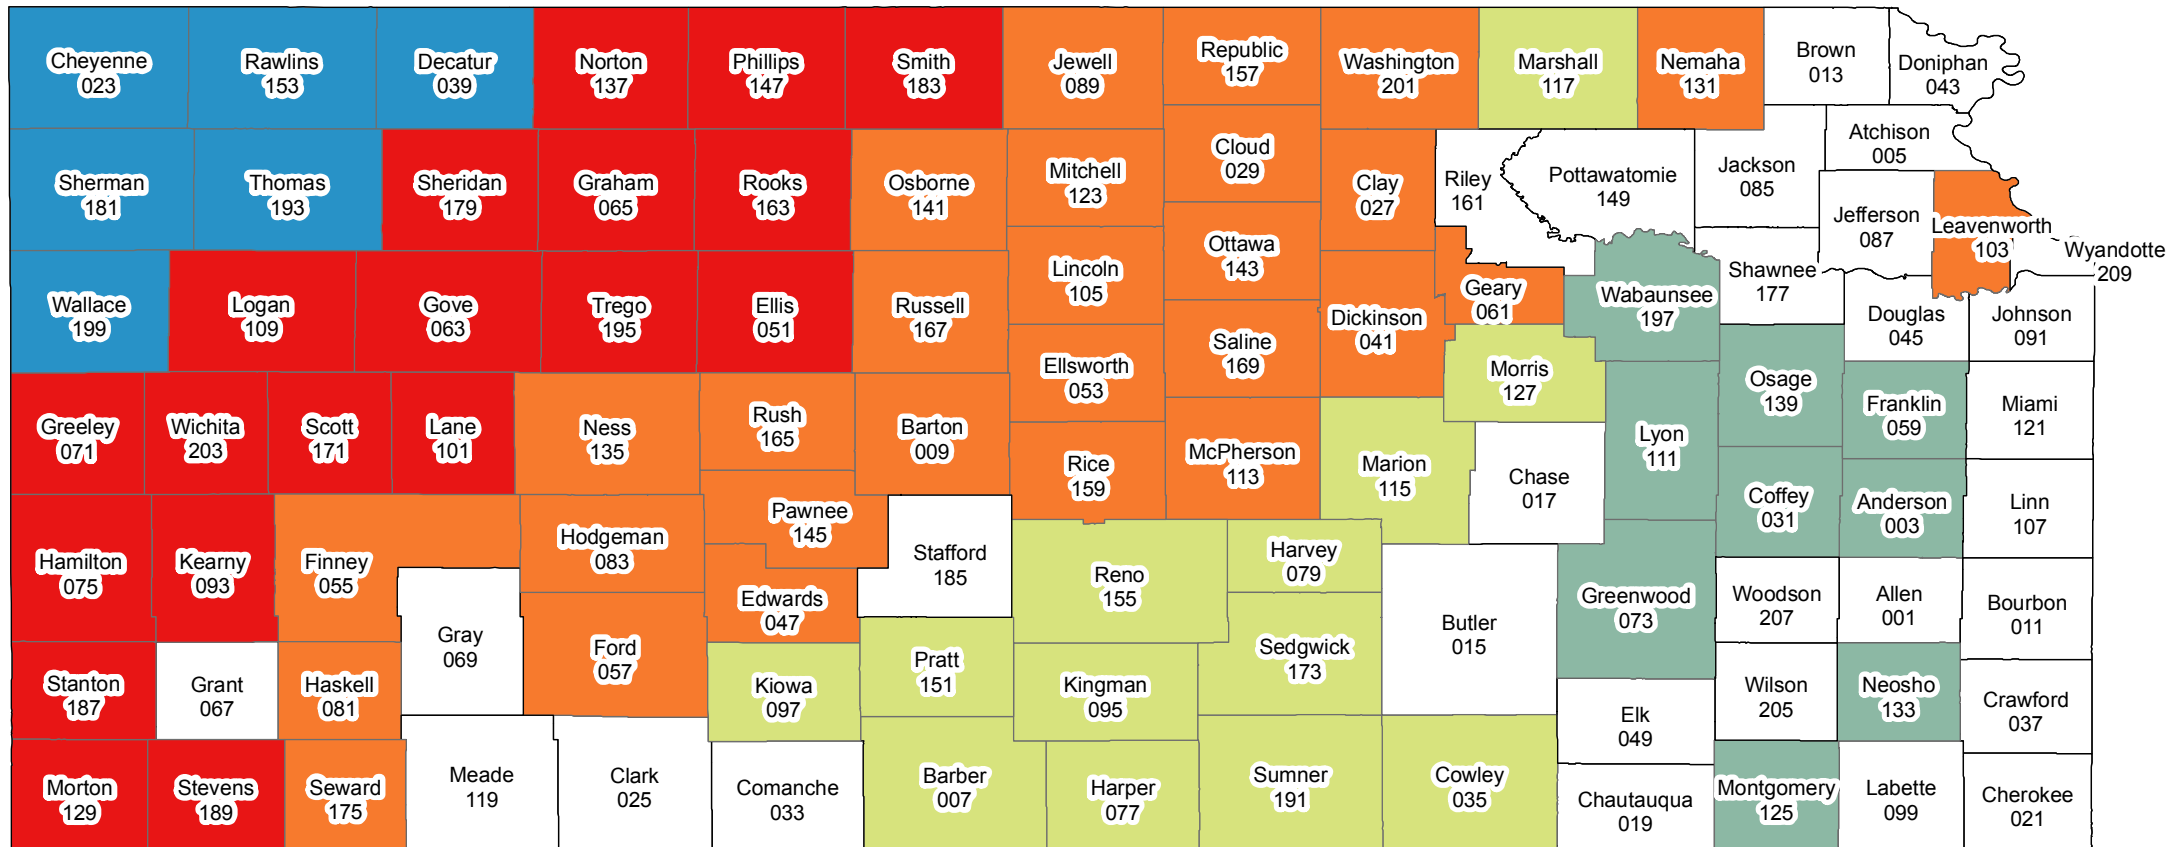 Cheyenne
023
Rawlins
153
Decatur
039
Norton
137
Phillips
147
Smith
183
Jewell
089
Republic
157
Washington
201
Marshall
117
Nemaha
131
Brown
013
Doniphan
043
Atchison
005
Sherman
181
Thomas
193
Sheridan
179
Graham
065
Rooks
163
Osborne
141
Mitchell
123
Cloud
029
Clay
027
Riley
161
Pottawatomie
149
Jackson
085
Jefferson
087
Leavenworth
103
Wyandotte
209
Wallace
199
Logan
109
Gove
063
Trego
195
Ellis
051
Russell
167
Lincoln
105
Ottawa
143
Dickinson
041
Geary
061
Wabaunsee
197
Shawnee
177
Douglas
045
Johnson
091
Ellsworth
053
Saline
169
Morris
127
Osage
139
Franklin
059
Miami
121
Greeley
071
Wichita
203
Scott
171
Lane
101
Ness
135
Rush
165
Barton
009
Rice
159
McPherson
113
Marion
115
Chase
017
Lyon
111
Coffey
031
Anderson
003
Linn
107
Hamilton
075
Kearny
093
Finney
055
Hodgeman
083
Pawnee
145
Stafford
185
Reno
155
Harvey
079
Edwards
047
Gray
069
Ford
057
Butler
015
Greenwood
073
Woodson
207
Allen
001
Bourbon
011
Stanton
187
Grant
067
Haskell
081
Kiowa
097
Pratt
151
Kingman
095
Sedgwick
173
Elk
049
Wilson
205
Neosho
133
Crawford
037
Morton
129
Stevens
189
Seward
175
Meade
119
Clark
025
Comanche
033
Barber
007
Harper
077
Sumner
191
Cowley
035
Chautauqua
019
Montgomery
125
Labette
099
Cherokee
021